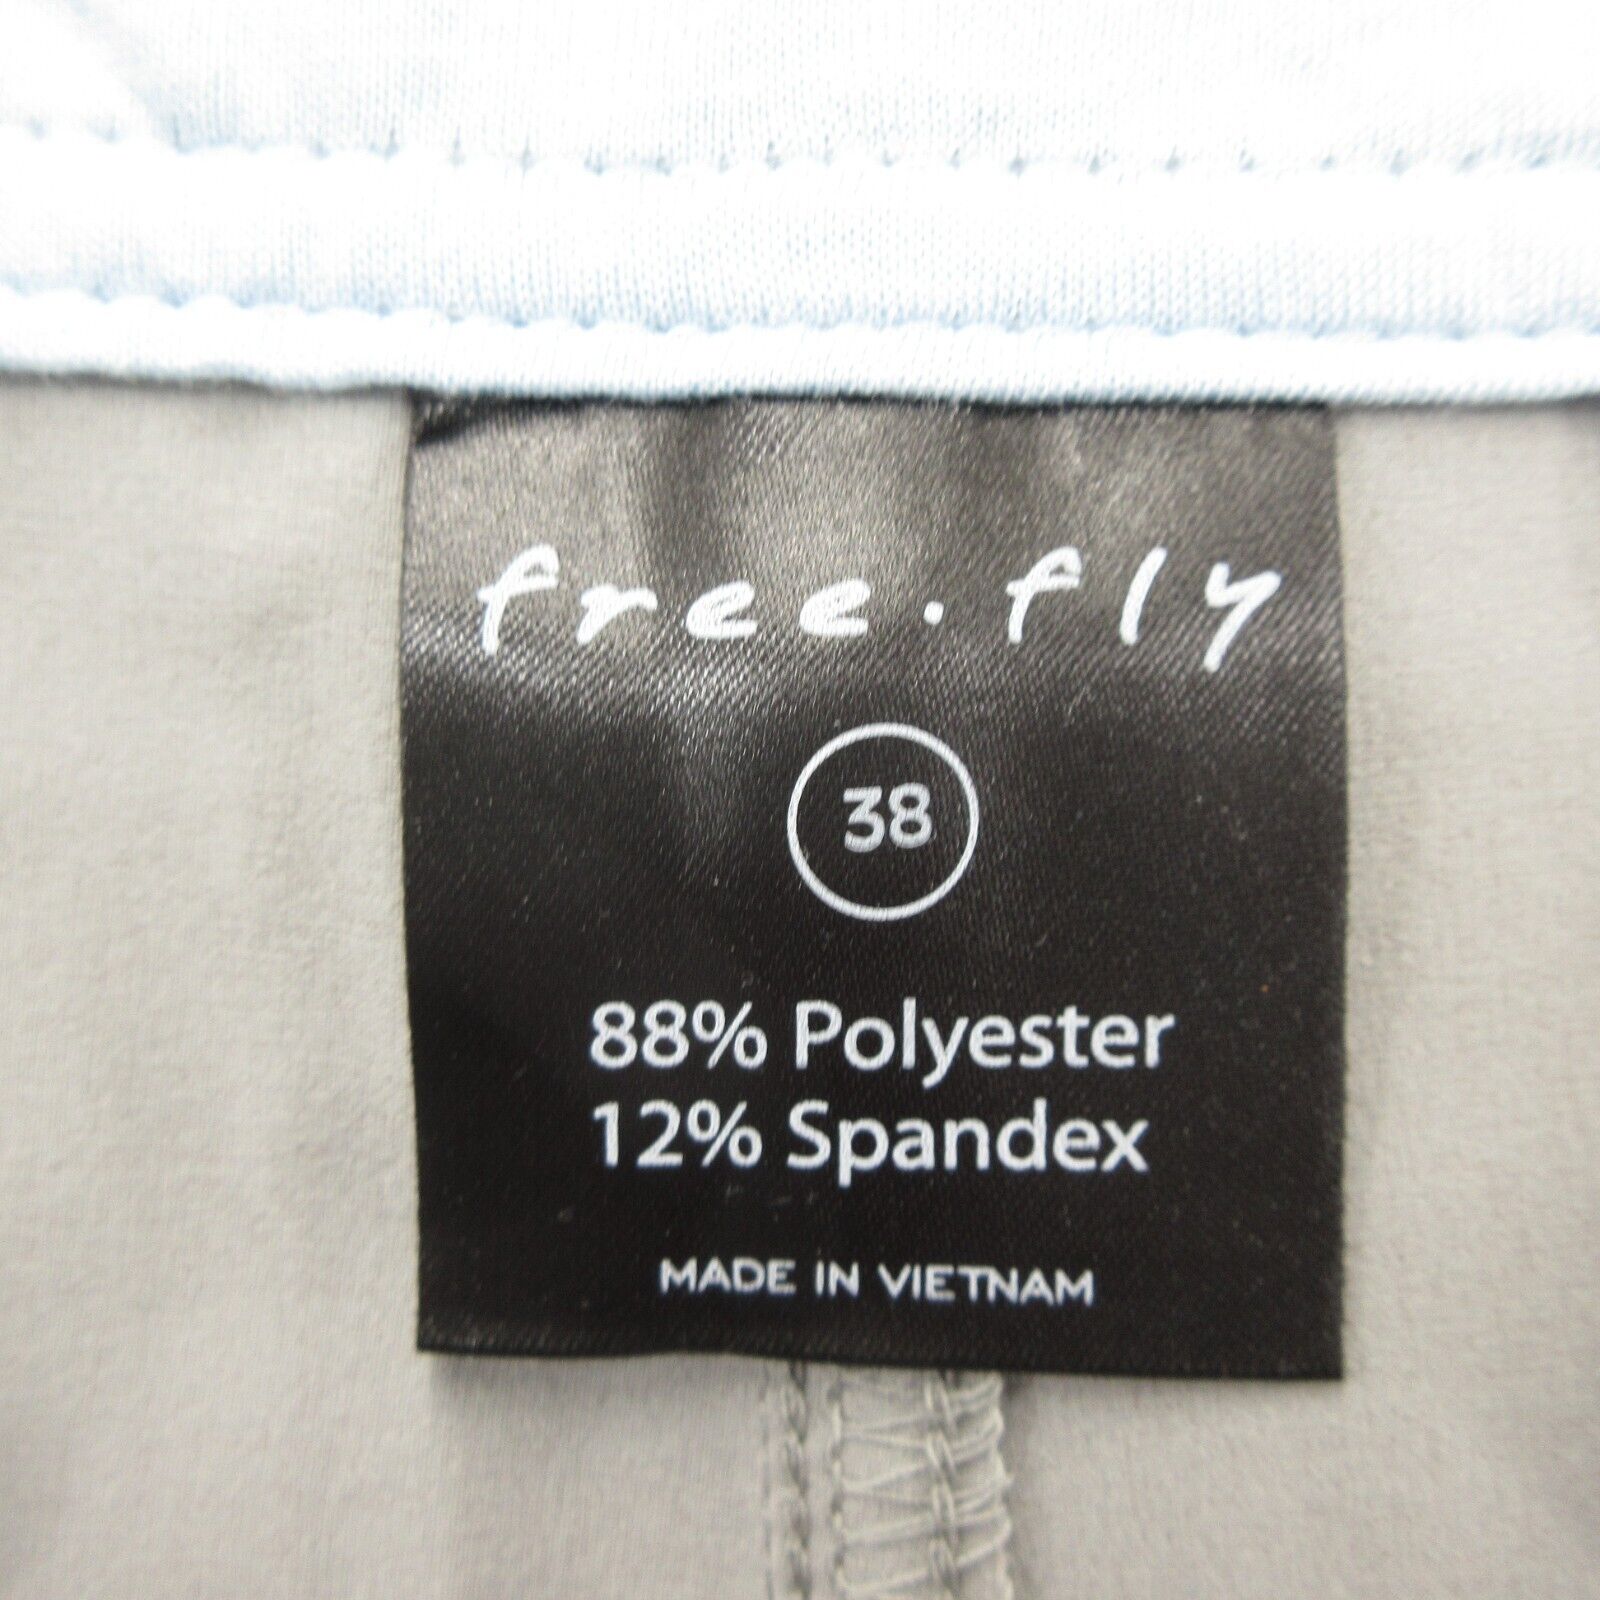 free.fly
38
88% Polyester
12% Spandex
MADE IN VIETNAM